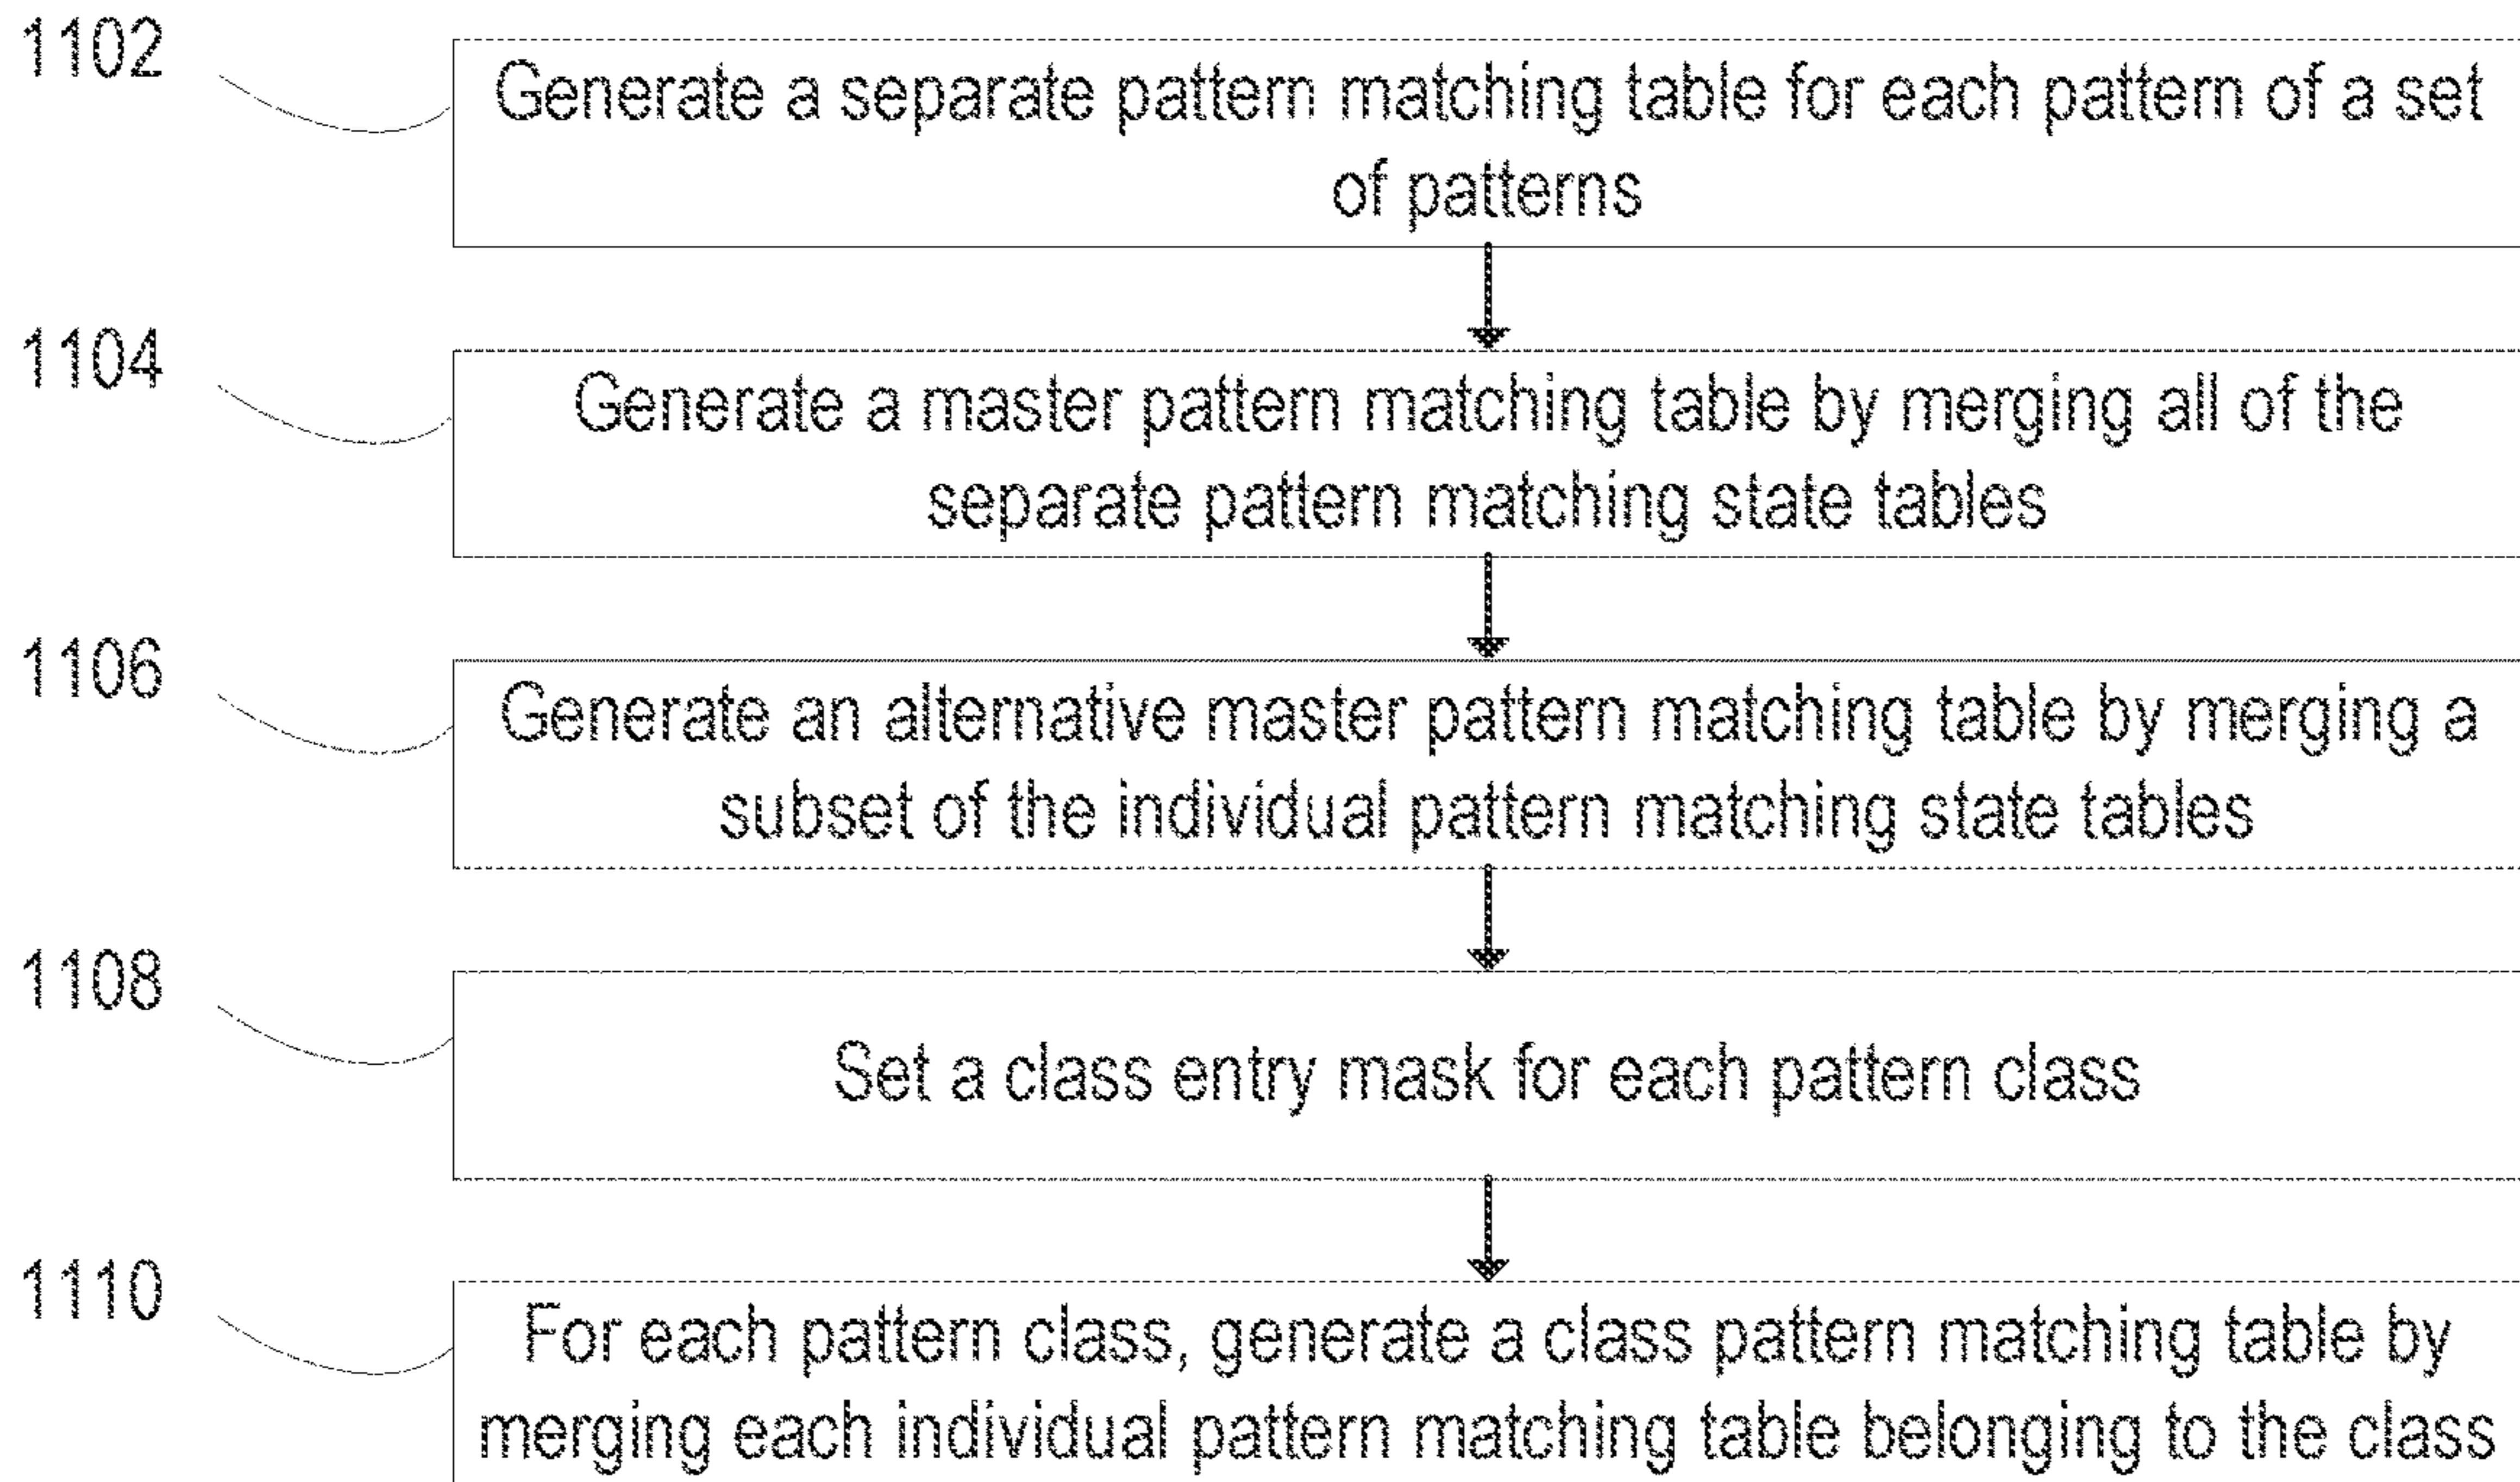 1102
Generate a separate pattern matching table for each pattern of a set
of patterns
1104
Generate a master pattern matching table by merging all of the
separate pattern matching state tables
1106
Generate an alternative master pattern matching table by merging a
subset of the individual pattern matching state tables
1108
Set a class entry mask for each pattern class
1110
For each pattern class, generate a class pattern matching table by
merging each individual pattern matching table belonging to the class